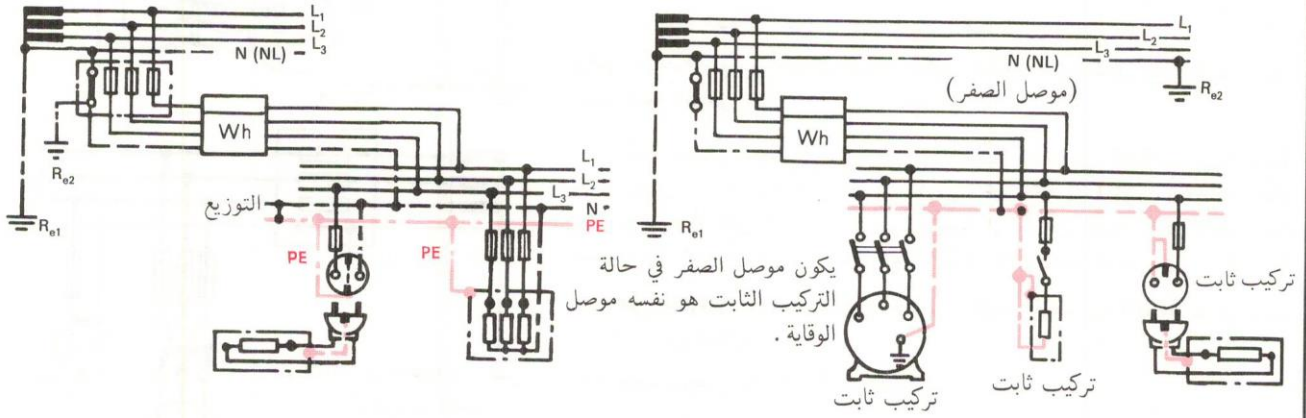 L₁
L₂
L₃
N (NL)
Wh
Rₑ₂
Rₑ₁
L₁
L₂
L₃
N
PE
التوزيع
PE
PE
L₁
L₂
L₃
N (NL)
(موصل الصفر)
Rₑ₂
Wh
Rₑ₁
يكون موصل الصفر في حالة
التركيب الثابت هو نفسه موصل
الوقاية .
تركيب ثابت
تركيب ثابت
تركيب ثابت